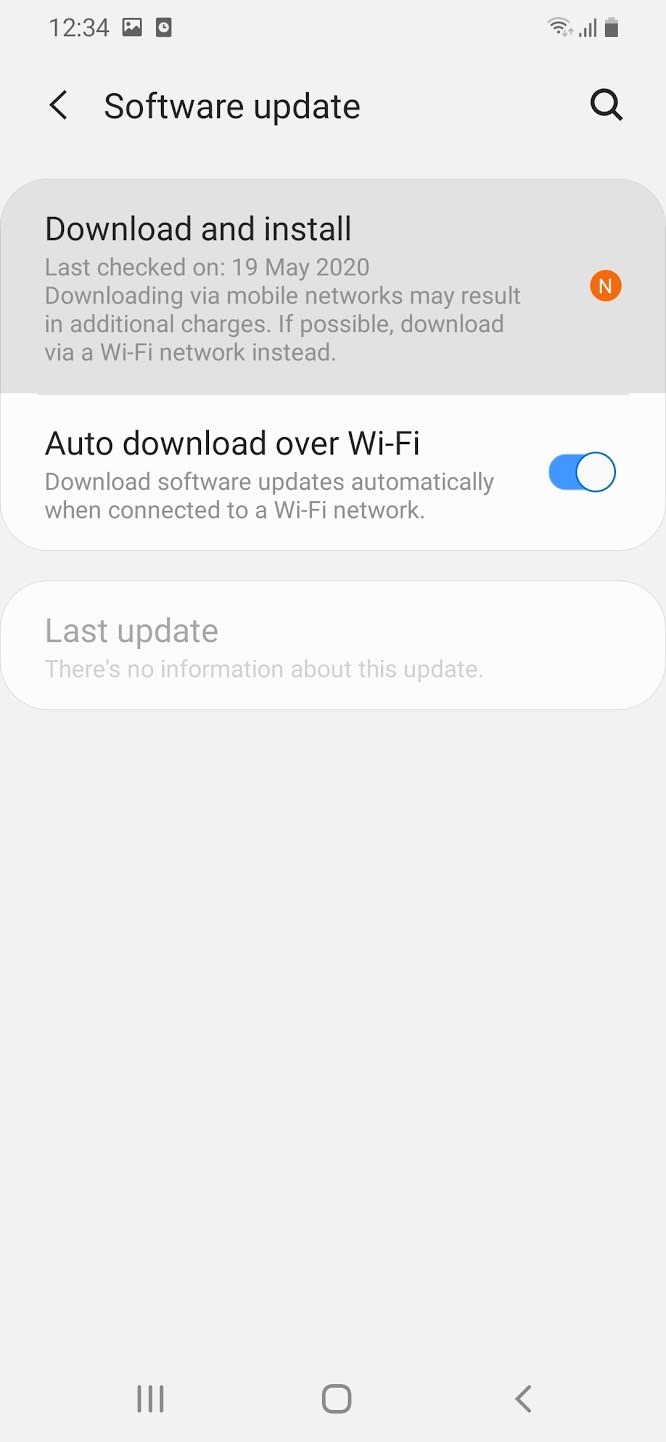 12:34
Software update
Download and install
Last checked on: 19 May 2020
Downloading via mobile networks may result
in additional charges. If possible, download
via a Wi-Fi network instead.
N
Auto download over Wi-Fi
Download software updates automatically
when connected to a Wi-Fi network.
Last update
There's no information about this update.